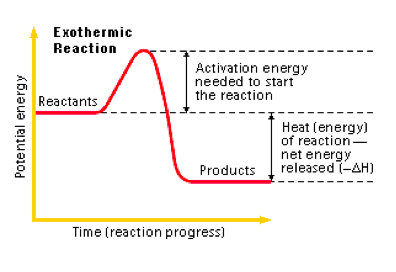 Exothermic
Reaction
Potential energy
Reactants
Activation energy
needed to start
the reaction
Heat (energy)
of reaction—
net energy
released (–ΔH)
Products
Time (reaction progress)